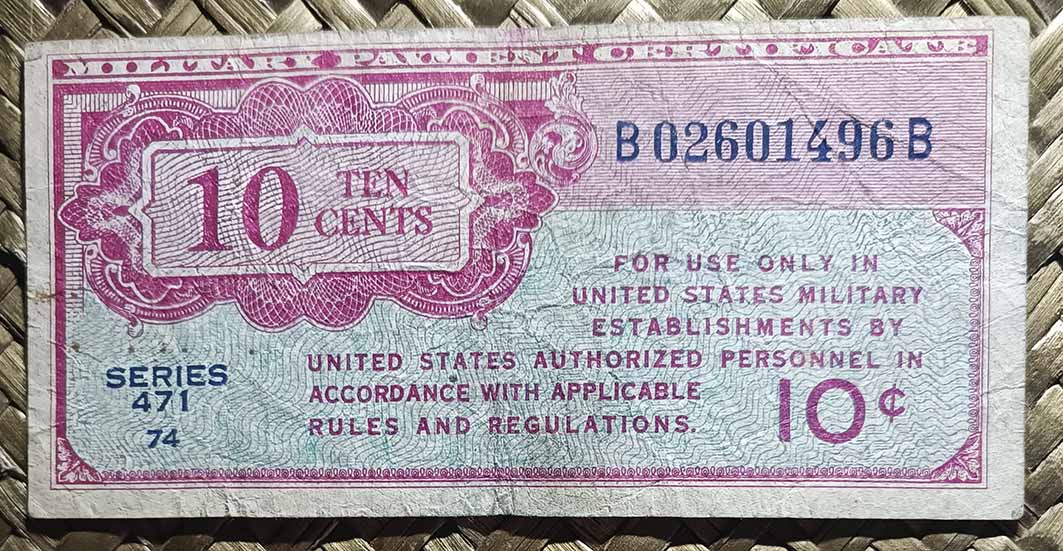 MILITARY PAYMENT CERTIFICATE
B02601496B
10 TEN CENTS
FOR USE ONLY IN
UNITED STATES MILITARY
ESTABLISHMENTS BY
UNITED STATES AUTHORIZED PERSONNEL IN
ACCORDANCE WITH APPLICABLE
RULES AND REGULATIONS.
SERIES
471
74
10¢